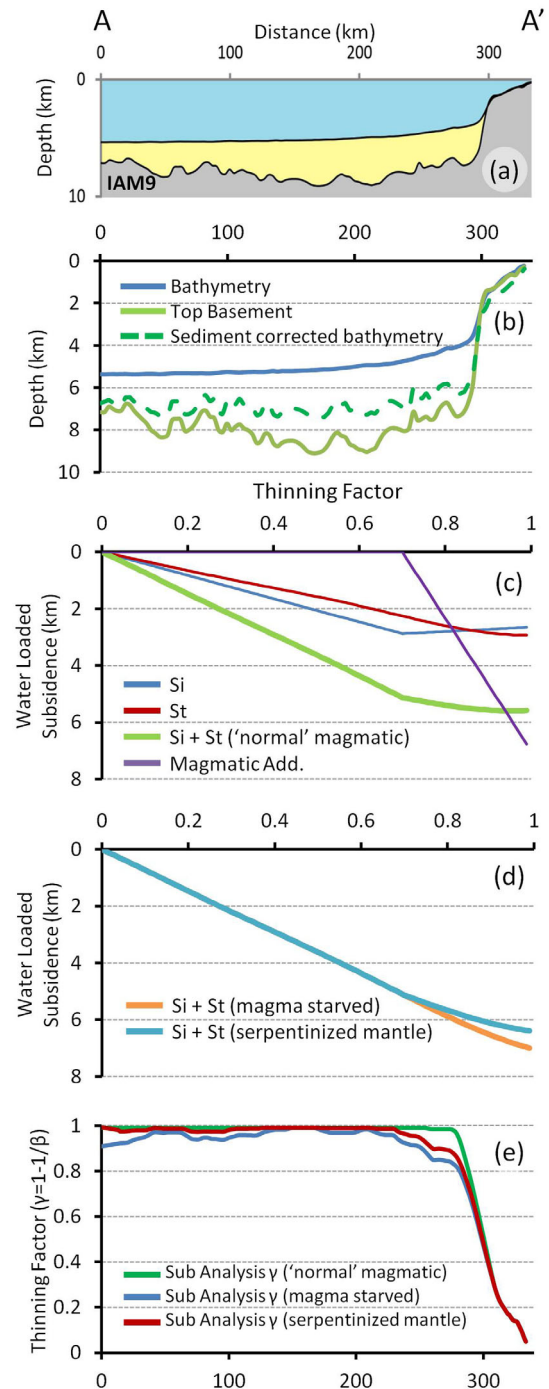 A A'
Distance (km)
0 100 200 300
0
10
Depth (km)
IAM9
(a)
0 100 200 300
0
2
4
6
8
10
Depth (km)
Bathymetry
Top Basement
Sediment corrected bathymetry
(b)
Thinning Factor
0 0.2 0.4 0.6 0.8 1
0
2
4
6
8
Water Loaded
Subsidence (km)
(c)
Si
St
Si + St ('normal' magmatic)
Magmatic Add.
0 0.2 0.4 0.6 0.8 1
0
2
4
6
8
Water Loaded
Subsidence (km)
(d)
Si + St (magma starved)
Si + St (serpentinized mantle)
1
0.8
0.6
0.4
0.2
0
Thinning Factor (γ=1-1/β)
(e)
Sub Analysis γ ('normal' magmatic)
Sub Analysis γ (magma starved)
Sub Analysis γ (serpentinized mantle)
0 100 200 300